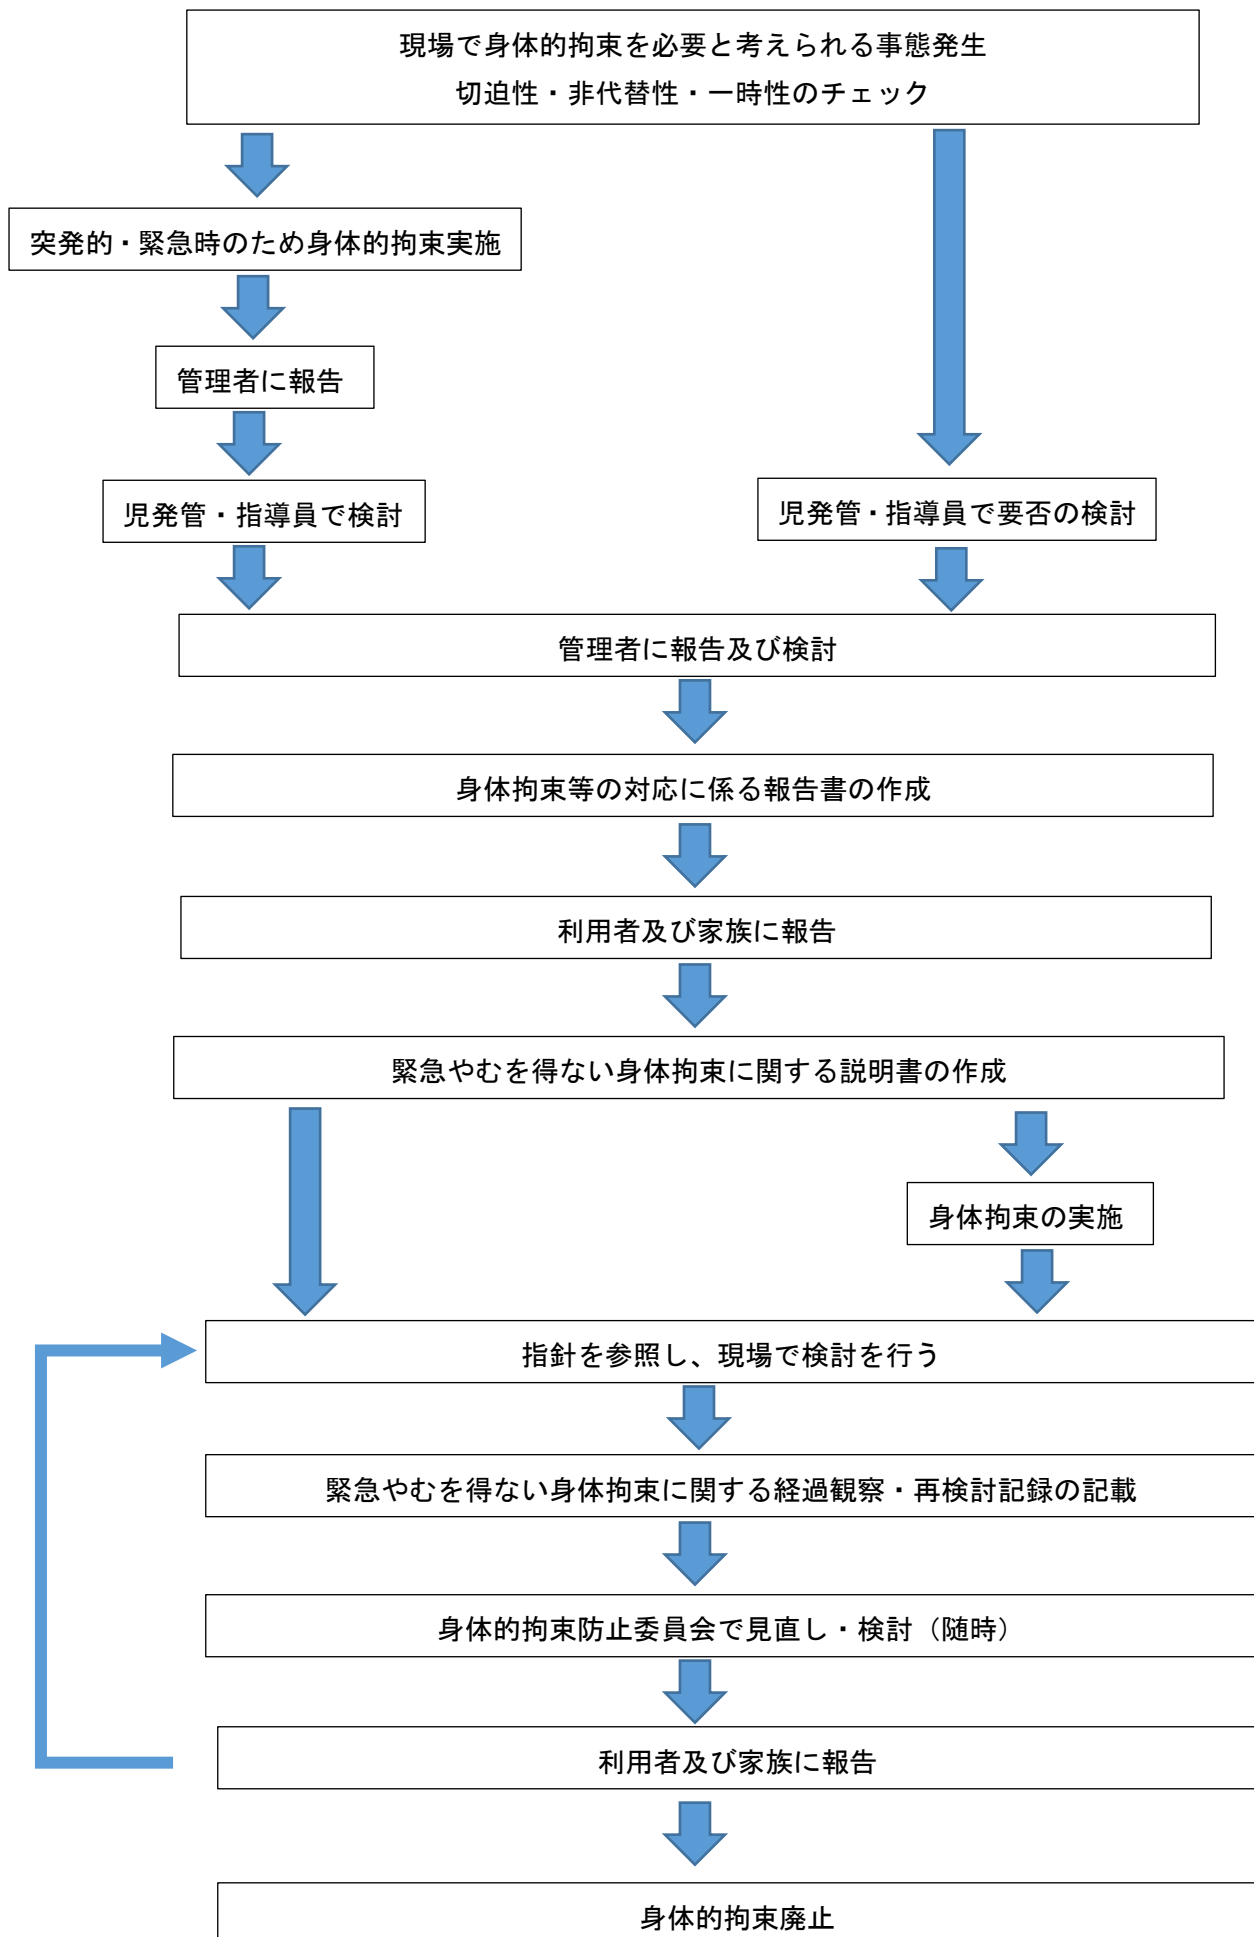 現場で身体的拘束を必要と考えられる事態発生
切迫性・非代替性・一時性のチェック
突発的・緊急時のため身体的拘束実施
管理者に報告
児発管・指導員で検討
児発管・指導員で要否の検討
管理者に報告及び検討
身体拘束等の対応に係る報告書の作成
利用者及び家族に報告
緊急やむを得ない身体拘束に関する説明書の作成
身体拘束の実施
指針を参照し、現場で検討を行う
緊急やむを得ない身体拘束に関する経過観察・再検討記録の記載
身体的拘束防止委員会で見直し・検討（随時）
利用者及び家族に報告
身体的拘束廃止